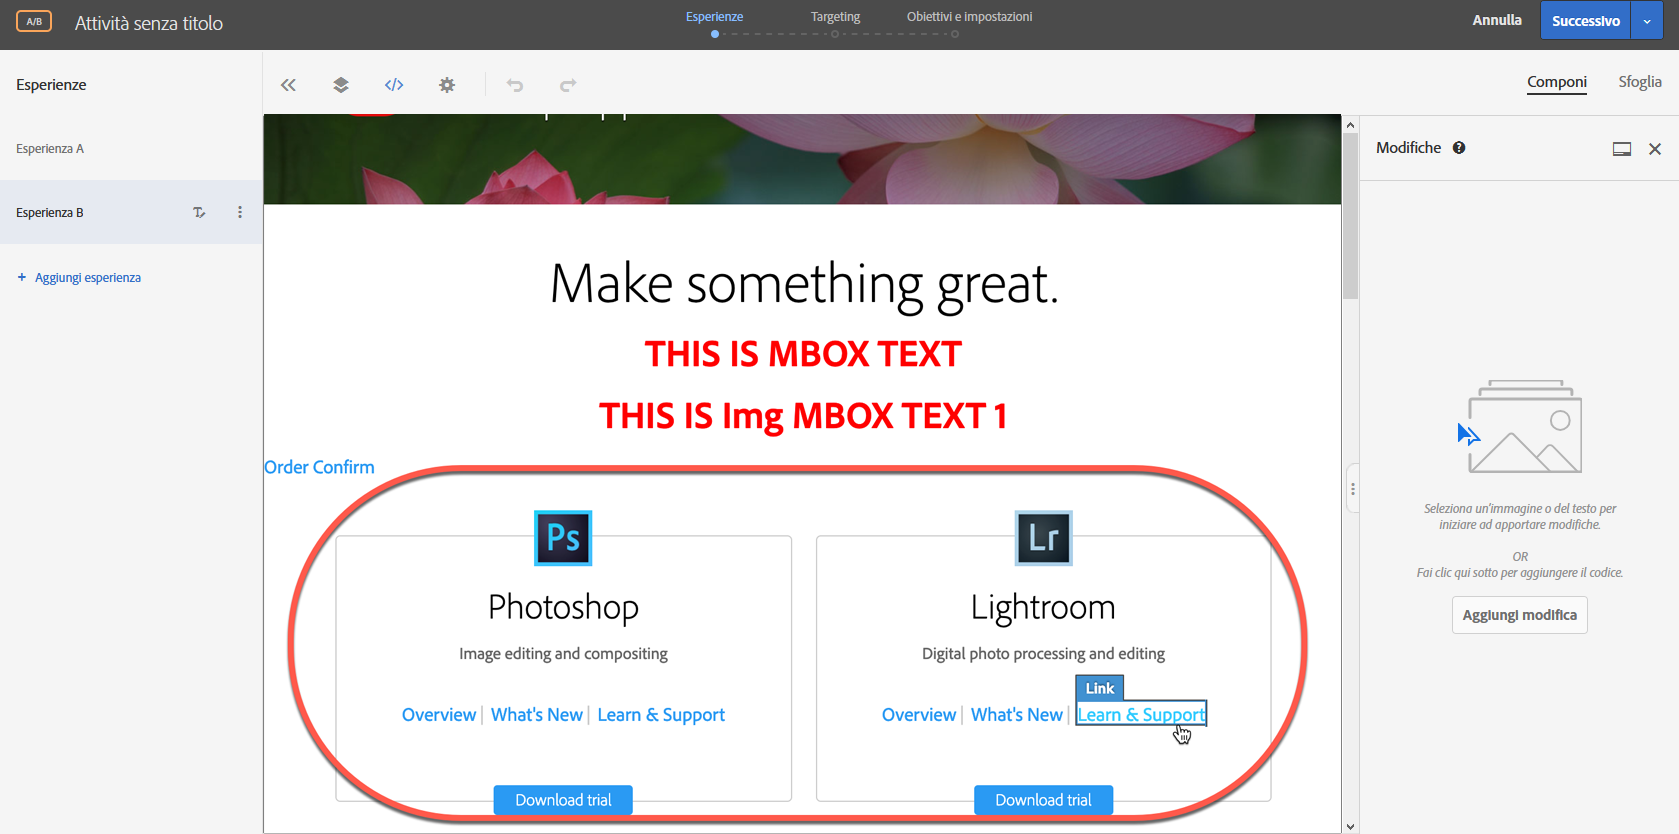 A/B
Attività senza titolo
Esperienze
Targeting
Obiettivi e impostazioni
Annulla
Successivo
Esperienze
Componi
Sfoglia
Esperienza A
Esperienza B
+ Aggiungi esperienza
Make something great.
THIS IS MBOX TEXT
THIS IS Img MBOX TEXT 1
Order Confirm
Ps
Photoshop
Image editing and compositing
Overview | What's New | Learn & Support
Download trial
Lr
Lightroom
Digital photo processing and editing
Link
Overview | What's New | Learn & Support
Download trial
Modifiche
Seleziona un'immagine o del testo per
iniziare ad apportare modifiche.
OR
Fai clic qui sotto per aggiungere il codice.
Aggiungi modifica